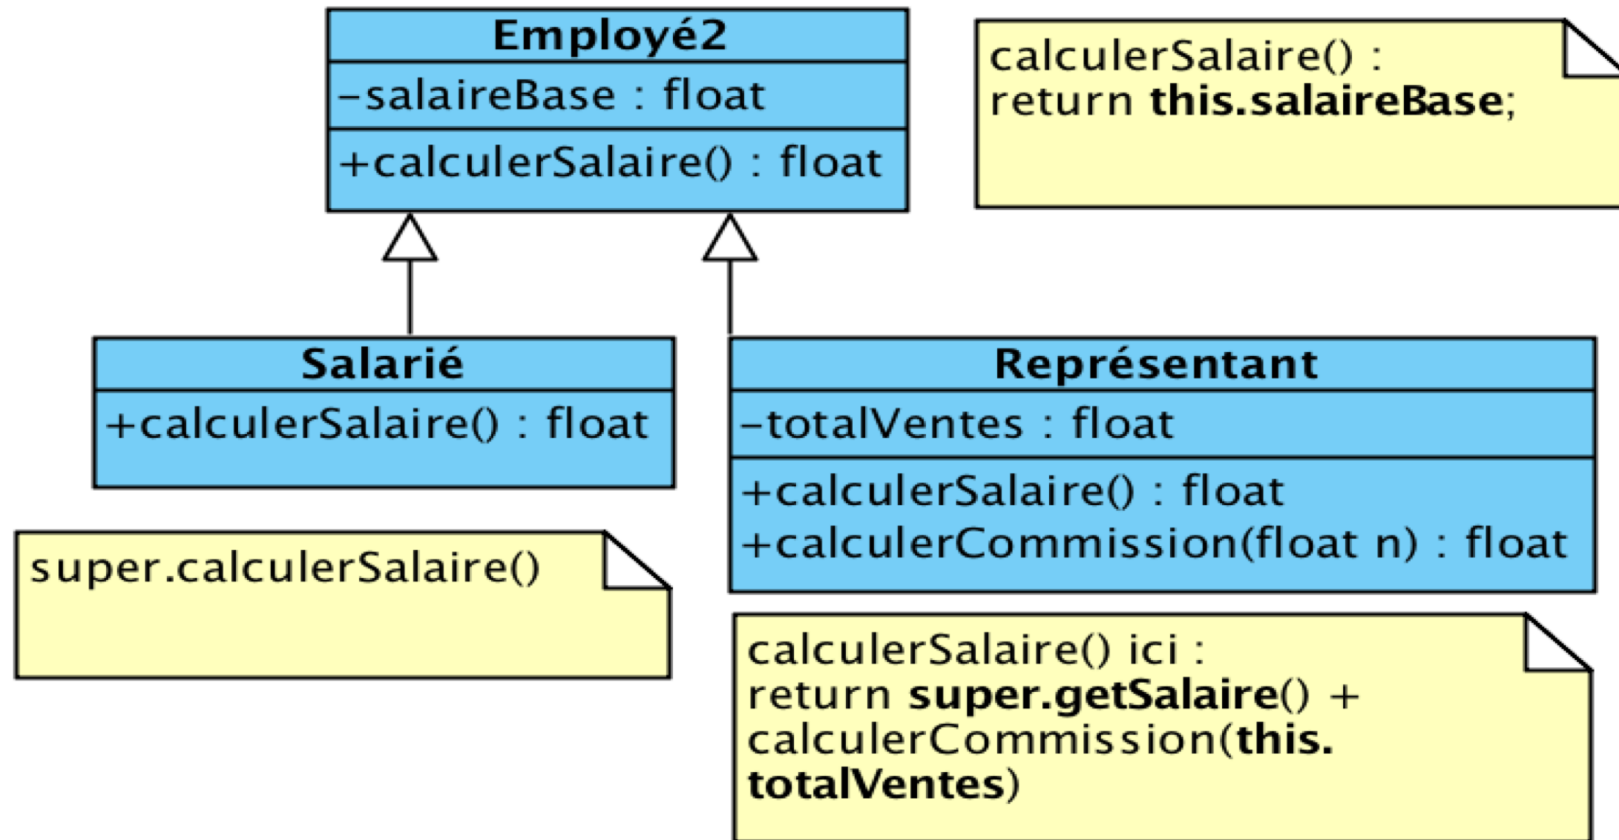 Employé2
-salaireBase : float
+calculerSalaire() : float
calculerSalaire() :
return this.salaireBase;
Salarié
+calculerSalaire() : float
super.calculerSalaire()
Représentant
-totalVentes : float
+calculerSalaire() : float
+calculerCommission(float n) : float
calculerSalaire() ici :
return super.getSalaire() +
calculerCommission(this.
totalVentes)